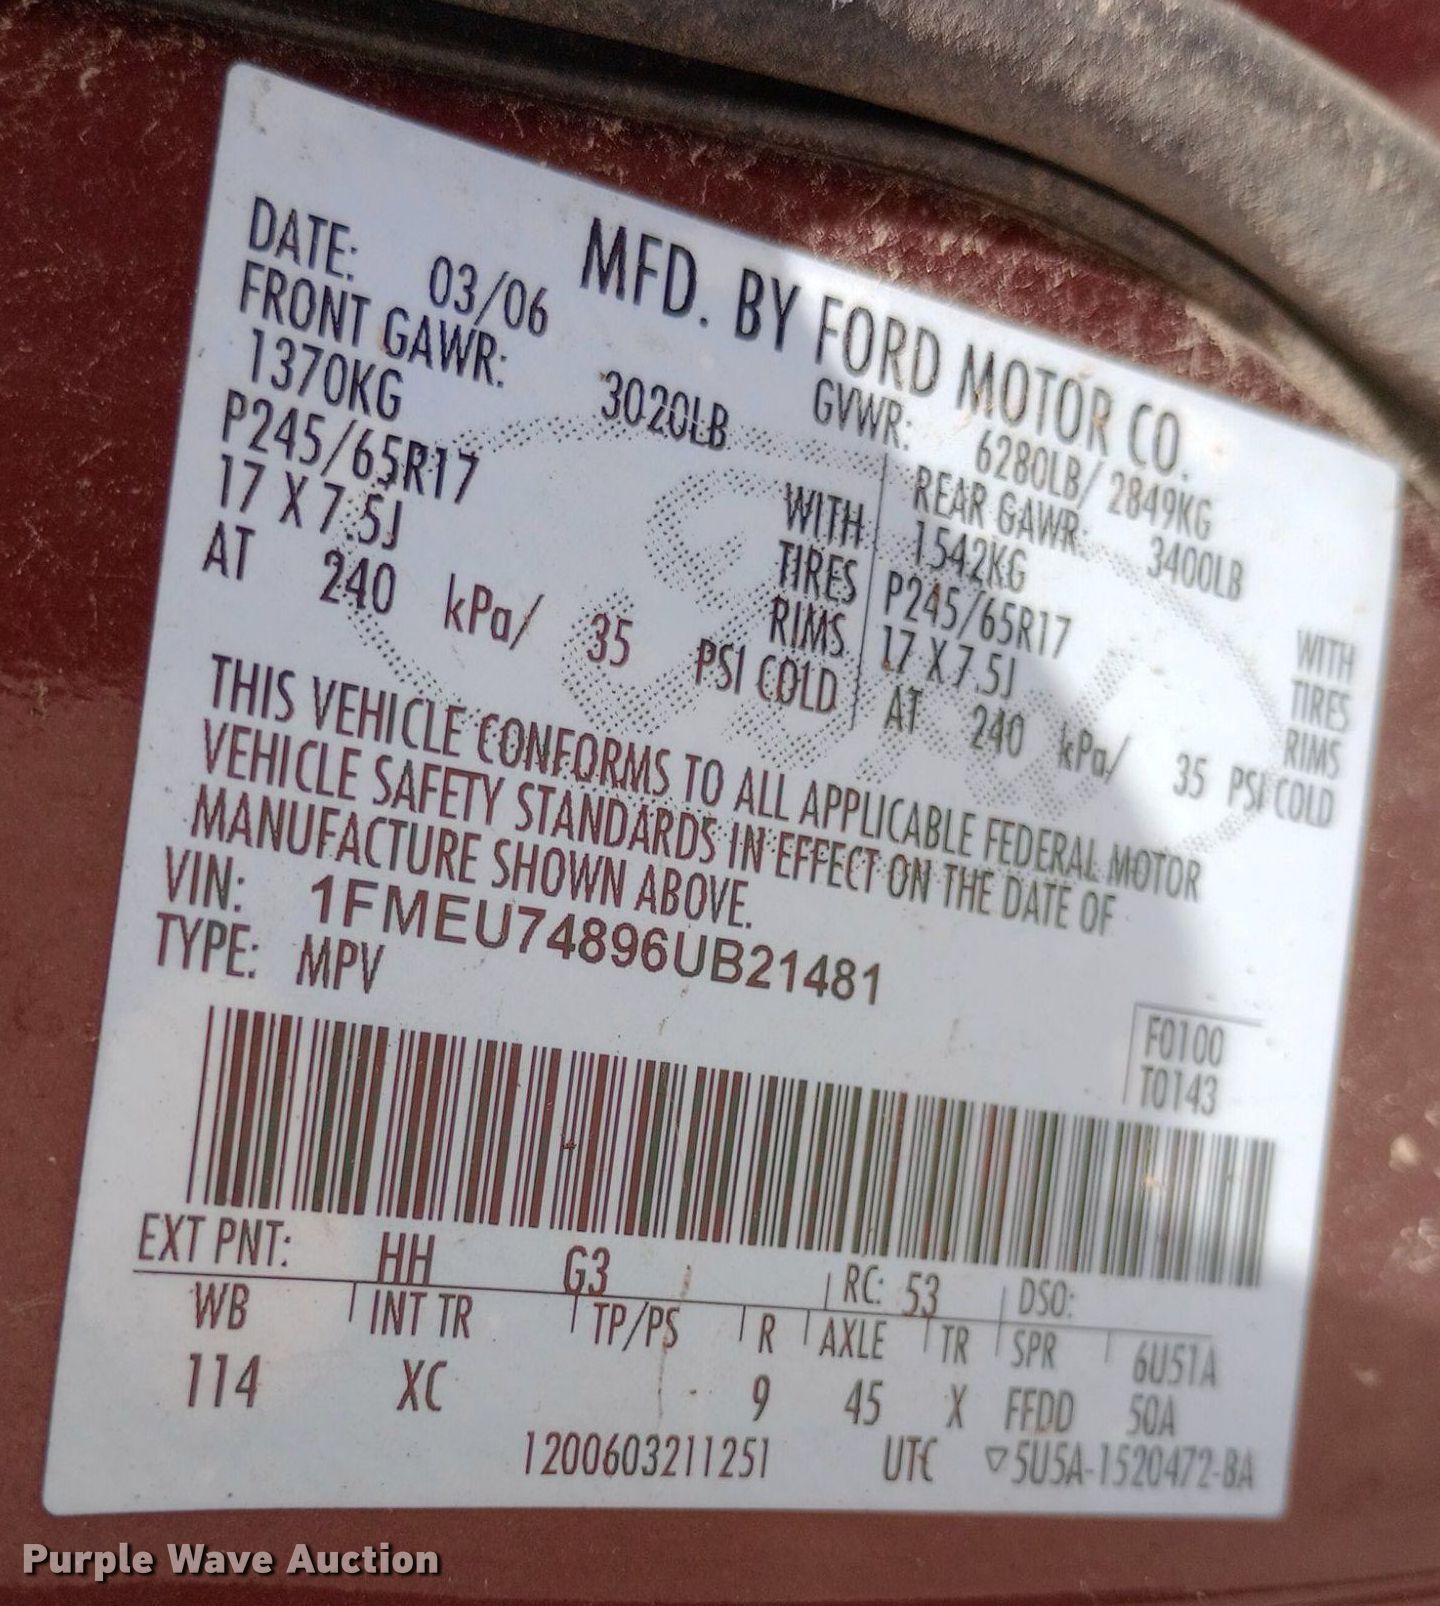 MFD. BY FORD MOTOR CO.
DATE: 03/06 GVWR: 6280LB/ 2849KG
FRONT GAWR: 3020LB REAR GAWR: 3400LB
1370KG WITH 1542KG WITH
P245/65R17 TIRES P245/65R17 TIRES
17 X 7.5J RIMS 17 X 7.5J RIMS
AT 240 kPa/ 35 PSI COLD AT 240 kPa/ 35 PSI COLD
THIS VEHICLE CONFORMS TO ALL APPLICABLE FEDERAL MOTOR
VEHICLE SAFETY STANDARDS IN EFFECT ON THE DATE OF
MANUFACTURE SHOWN ABOVE.
VIN: 1FMEU74896UB21481
TYPE: MPV
F0100
T0143
EXT PNT: HH G3 RC: 53 DSO:
WB INT TR TP/PS R AXLE TR SPR 6U51A
114 XC 9 45 X FFDD 50A
1200603211251 UTC ▽5U5A-1520472-BA
Purple Wave Auction